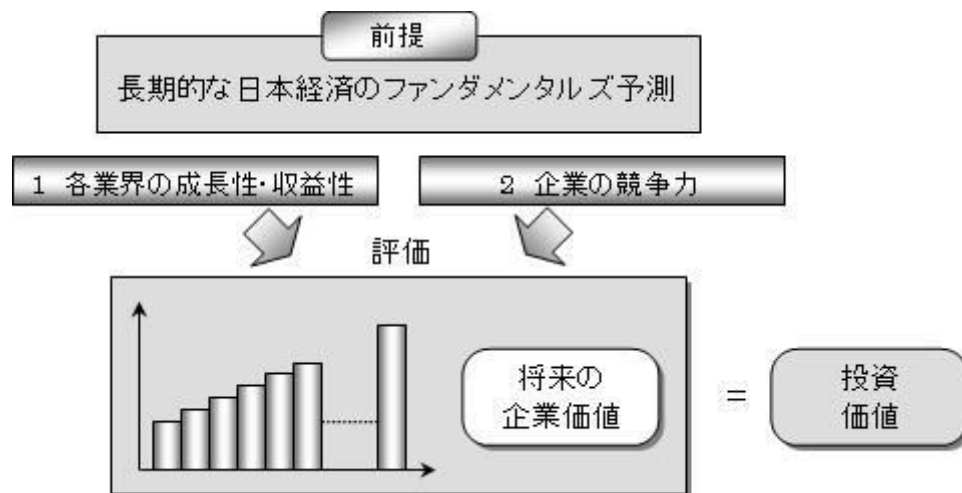 前提
長期的な日本経済のファンダメンタルズ予測
1 各業界の成長性・収益性
2 企業の競争力
評価
将来の
企業価値
=
投資
価値